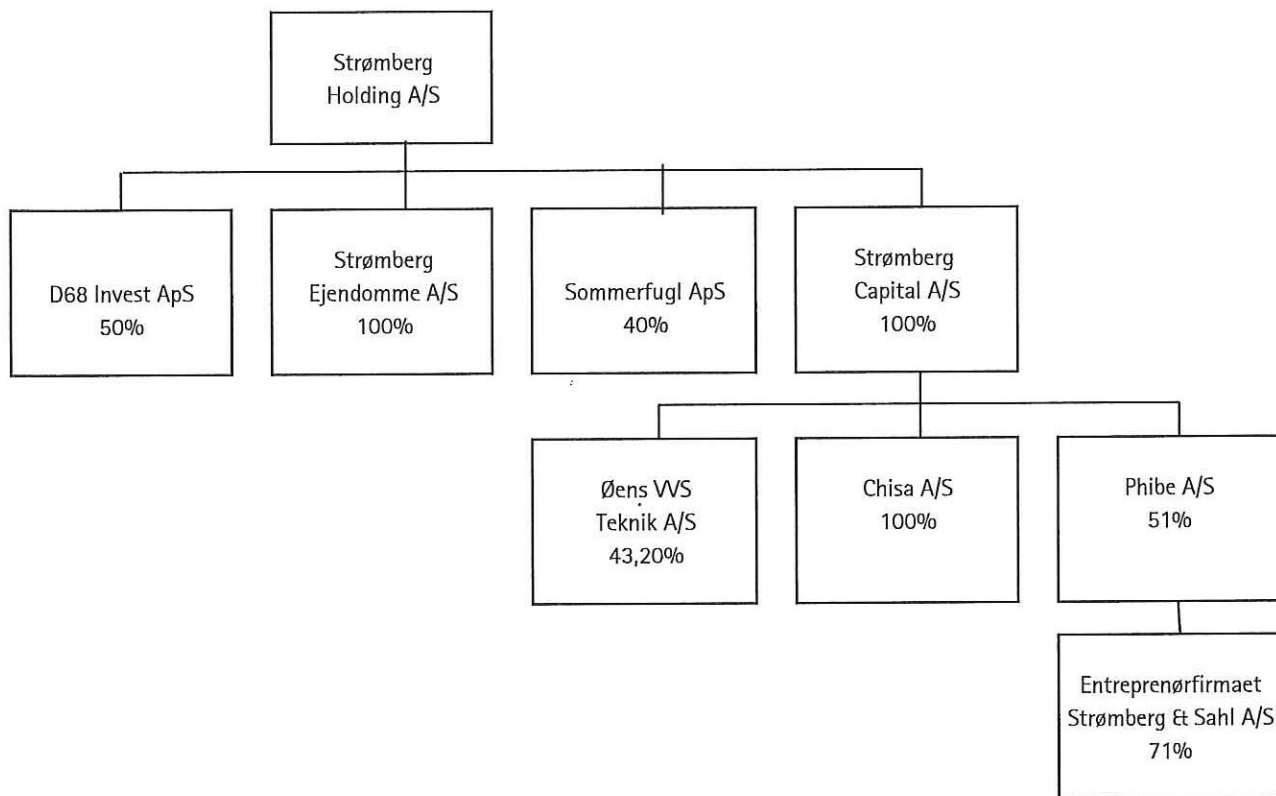 Strømberg
Holding A/S
D68 Invest ApS
50%
Strømberg
Ejendomme A/S
100%
Sommerfugl ApS
40%
Strømberg
Capital A/S
100%
Øens VVS
Teknik A/S
43,20%
Chisa A/S
100%
Phibe A/S
51%
Entreprenørfirmaet
Strømberg & Sahl A/S
71%